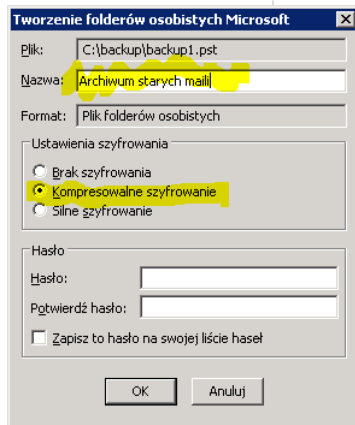 Tworzenie folderów osobistych Microsoft
Plik: C:\backup\backup1.pst
Nazwa: Archiwum starych maili
Format: Plik folderów osobistych
Ustawienia szyfrowania
Brak szyfrowania
Kompresowalne szyfrowanie
Silne szyfrowanie
Hasło
Hasło:
Potwierdź hasło:
Zapisz to hasło na swojej liście haseł
OK Anuluj